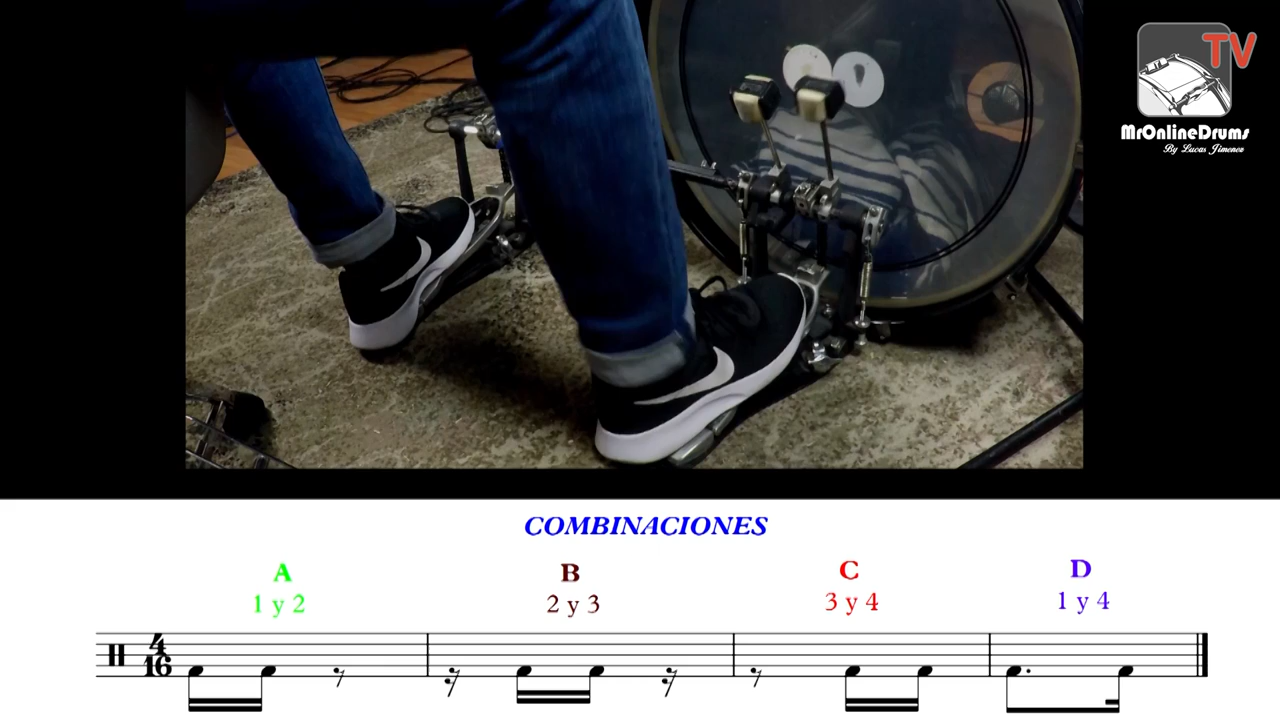 TV
MrOnlineDrums
By Lucas Jimenez
COMBINACIONES
A B C D
1 y 2 2 y 3 3 y 4 1 y 4
4
16